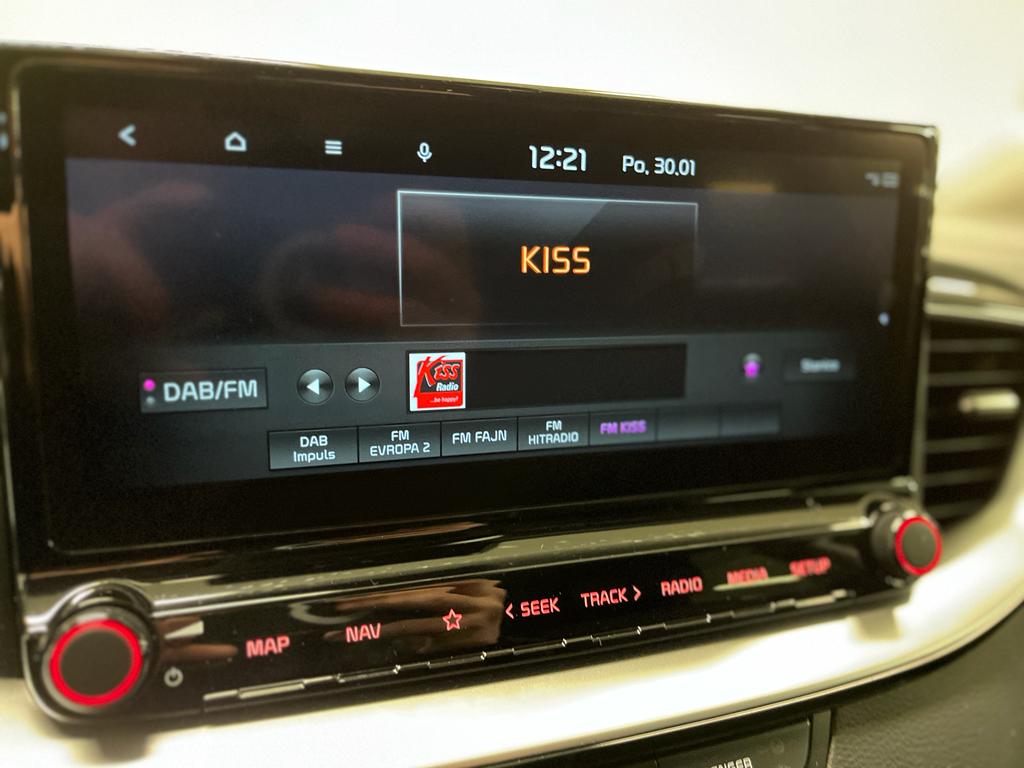 12:21 Po, 30.01
KISS
DAB/FM
Kiss
Radio
...be happy!
DAB
Impuls
FM
EVROPA 2
FM FAJN
FM
HITRADIO
FM KISS
MAP
NAV
< SEEK
TRACK >
RADIO
MEDIA
SETUP